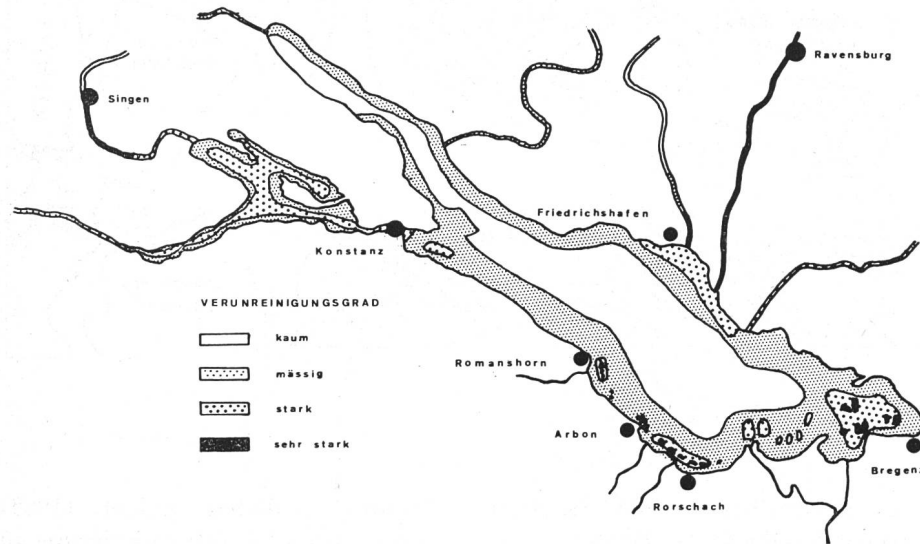 Ravensburg
Singen
Friedrichshafen
Konstanz
VERUNREINIGUNGSGRAD
kaum
mässig
stark
sehr stark
Romanshorn
Arbon
Bregenz
Rorschach